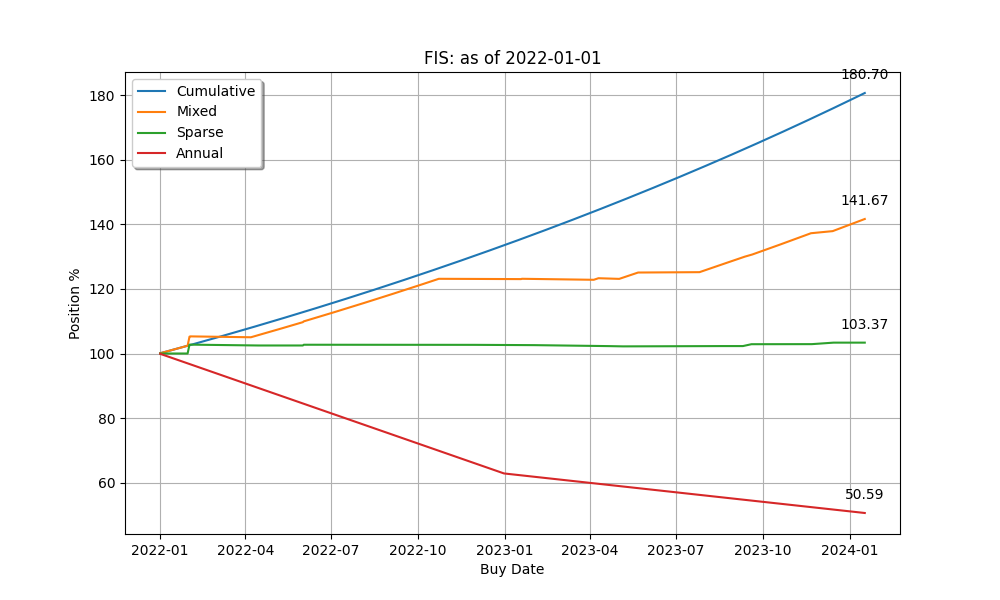 FIS: as of 2022-01-01
Cumulative
Mixed
Sparse
Annual
180.70
141.67
103.37
50.59
Position %
180
160
140
120
100
80
60
2022-01 2022-04 2022-07 2022-10 2023-01 2023-04 2023-07 2023-10 2024-01
Buy Date